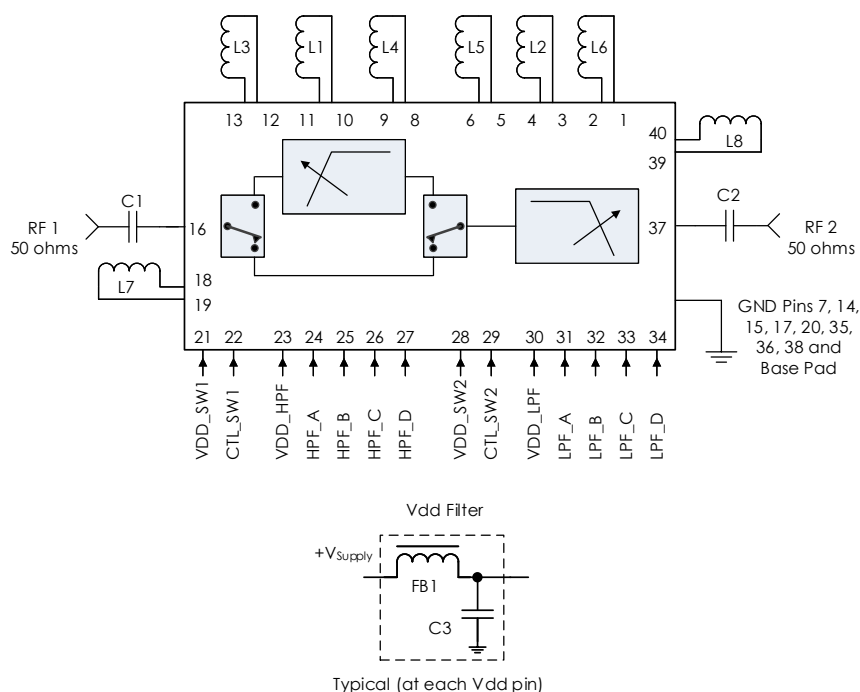 L3 L1 L4 L5 L2 L6
13 12 11 10 9 8 6 5 4 3 2 1
40
39
L8
C1
RF 1
50 ohms
16
37
C2
RF 2
50 ohms
18
19
L7
GND Pins 7, 14,
15, 17, 20, 35,
36, 38 and
Base Pad
21 22 23 24 25 26 27 28 29 30 31 32 33 34
VDD_SW1
CTL_SW1
VDD_HPF
HPF_A
HPF_B
HPF_C
HPF_D
VDD_SW2
CTL_SW2
VDD_LPF
LPF_A
LPF_B
LPF_C
LPF_D
Vdd Filter
+VSupply
FB1
C3
Typical (at each Vdd pin)